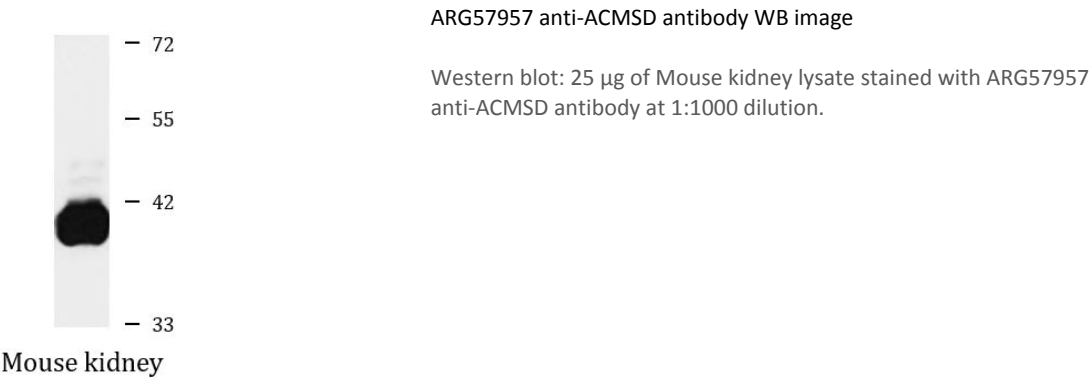 ARG57957 anti-ACMSD antibody WB image
Western blot: 25 µg of Mouse kidney lysate stained with ARG57957
anti-ACMSD antibody at 1:1000 dilution.
72
55
42
33
Mouse kidney